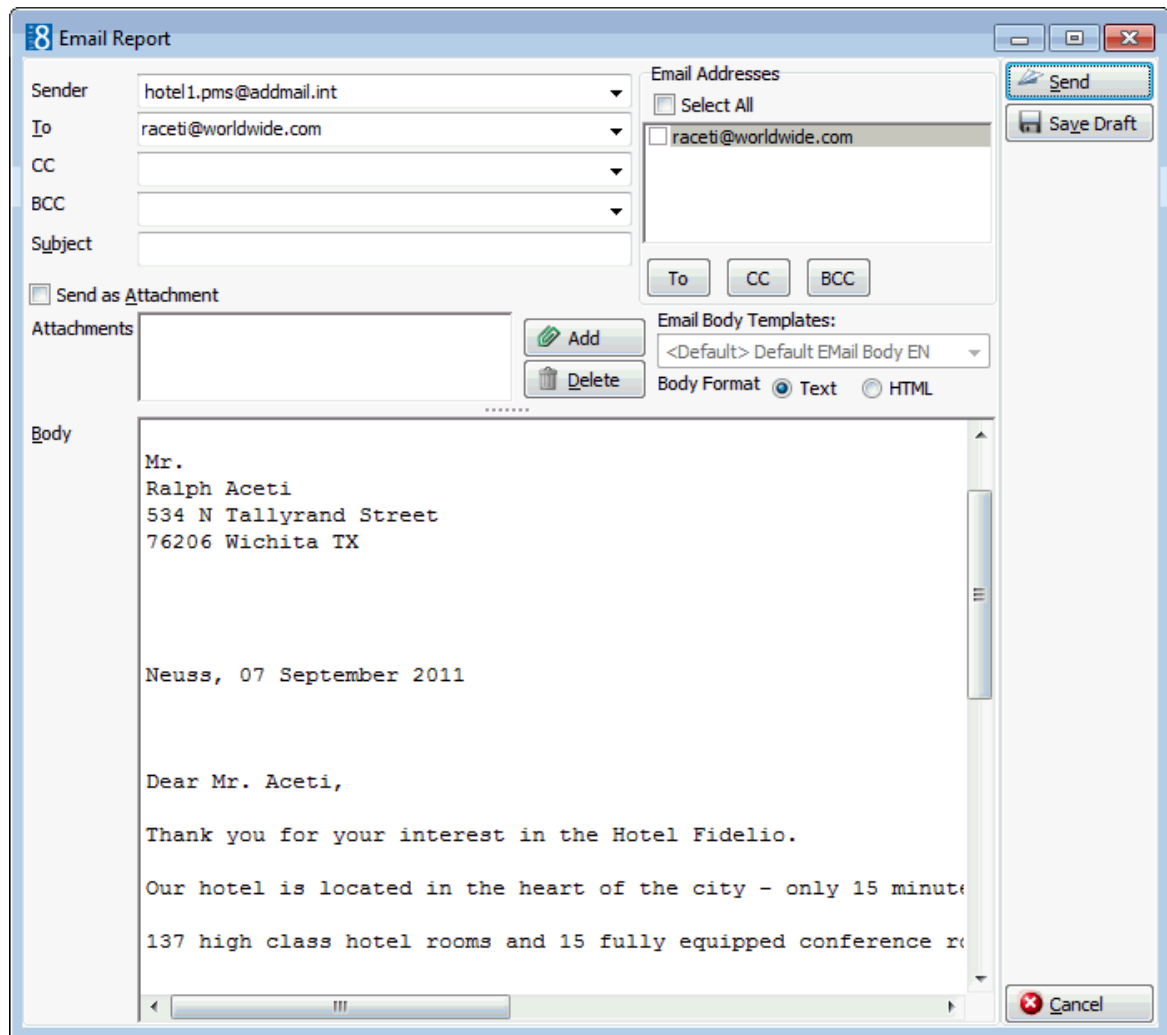 8 Email Report
Sender hotel1.pms@addmail.int
To raceti@worldwide.com
CC
BCC
Subject
Email Addresses
Select All
raceti@worldwide.com
To CC BCC
Send
Save Draft
Send as Attachment
Attachments
Add
Delete
Email Body Templates:
<Default> Default EMail Body EN
Body Format Text HTML
Body
Mr.
Ralph Aceti
534 N Tallyrand Street
76206 Wichita TX
Neuss, 07 September 2011
Dear Mr. Aceti,
Thank you for your interest in the Hotel Fidelio.
Our hotel is located in the heart of the city - only 15 minute
137 high class hotel rooms and 15 fully equipped conference ro
Cancel